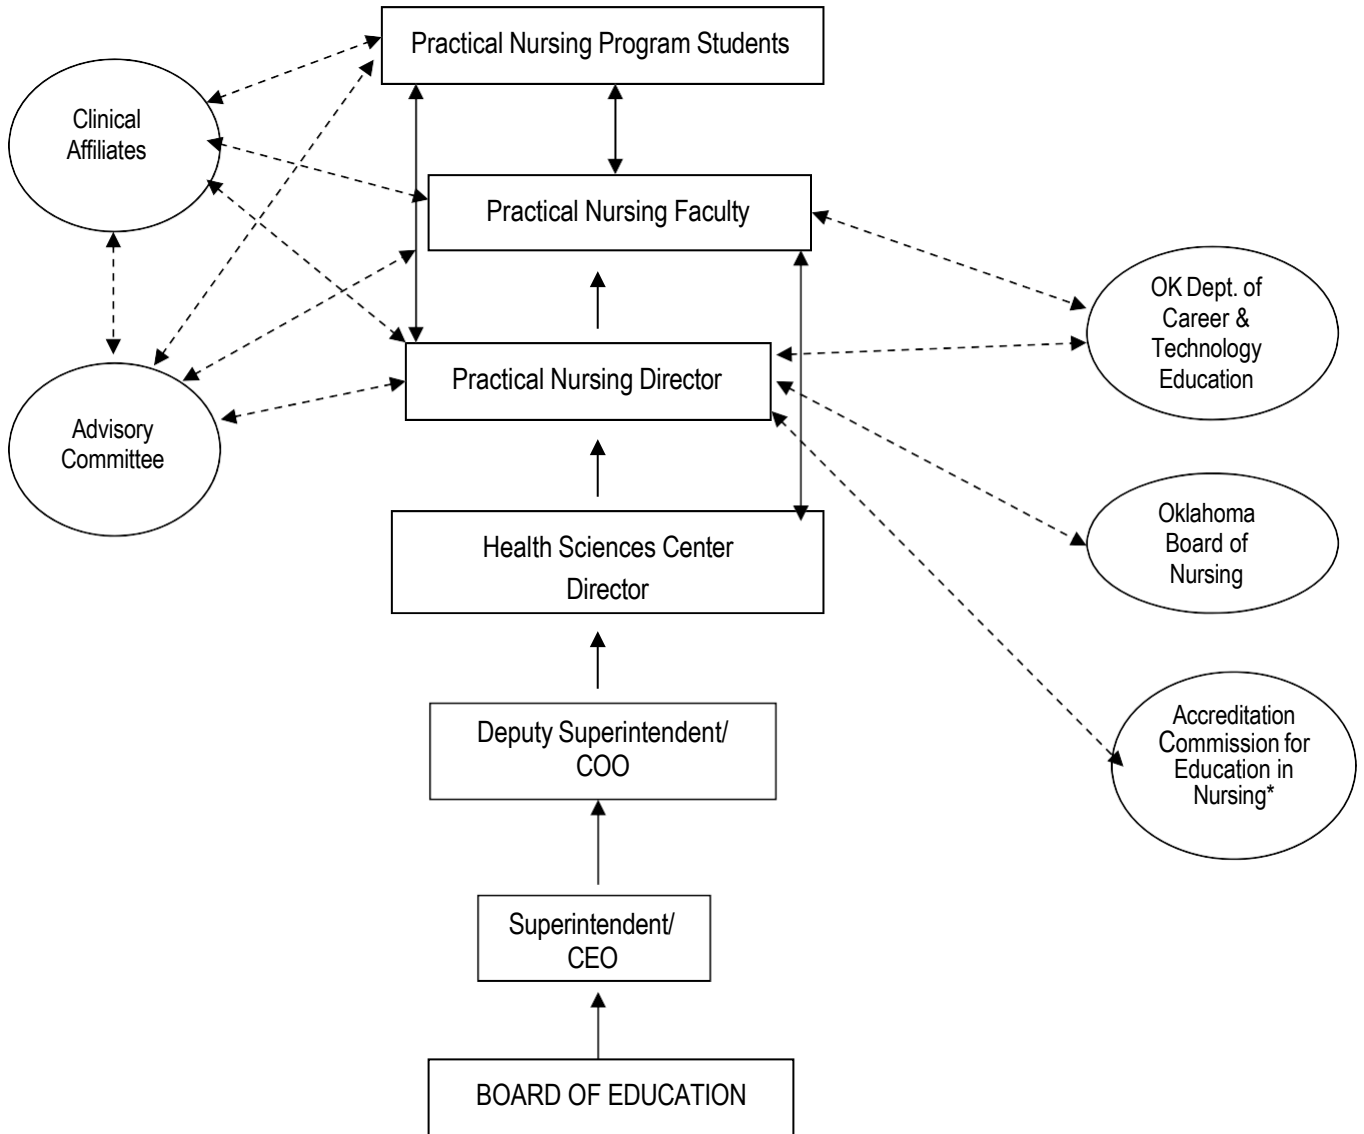 Practical Nursing Program Students
Clinical
Affiliates
Practical Nursing Faculty
OK Dept. of
Career &
Technology
Education
Practical Nursing Director
Advisory
Committee
Health Sciences Center
Director
Oklahoma
Board of
Nursing
Deputy Superintendent/
COO
Accreditation
Commission for
Education in
Nursing*
Superintendent/
CEO
BOARD OF EDUCATION